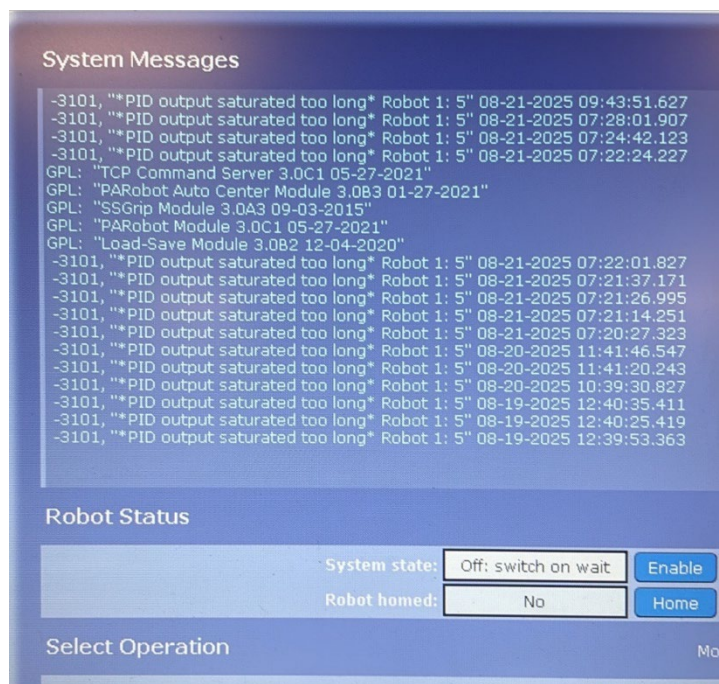 System Messages
-3101, "*PID output saturated too long* Robot 1: 5" 08-21-2025 09:43:51.627
-3101, "*PID output saturated too long* Robot 1: 5" 08-21-2025 07:28:01.907
-3101, "*PID output saturated too long* Robot 1: 5" 08-21-2025 07:24:42.123
-3101, "*PID output saturated too long* Robot 1: 5" 08-21-2025 07:22:24.227
GPL: "TCP Command Server 3.0C1 05-27-2021"
GPL: "PARobot Auto Center Module 3.0B3 01-27-2021"
GPL: "SSGrip Module 3.0A3 09-03-2015"
GPL: "PARobot Module 3.0C1 05-27-2021"
GPL: "Load-Save Module 3.0B2 12-04-2020"
-3101, "*PID output saturated too long* Robot 1: 5" 08-21-2025 07:22:01.827
-3101, "*PID output saturated too long* Robot 1: 5" 08-21-2025 07:21:37.171
-3101, "*PID output saturated too long* Robot 1: 5" 08-21-2025 07:21:26.995
-3101, "*PID output saturated too long* Robot 1: 5" 08-21-2025 07:21:14.251
-3101, "*PID output saturated too long* Robot 1: 5" 08-21-2025 07:20:27.323
-3101, "*PID output saturated too long* Robot 1: 5" 08-20-2025 11:41:46.547
-3101, "*PID output saturated too long* Robot 1: 5" 08-20-2025 11:41:20.243
-3101, "*PID output saturated too long* Robot 1: 5" 08-20-2025 10:39:30.827
-3101, "*PID output saturated too long* Robot 1: 5" 08-19-2025 12:40:35.411
-3101, "*PID output saturated too long* Robot 1: 5" 08-19-2025 12:40:25.419
-3101, "*PID output saturated too long* Robot 1: 5" 08-19-2025 12:39:53.363
Robot Status
System state: Off: switch on wait Enable
Robot homed: No Home
Select Operation Mo